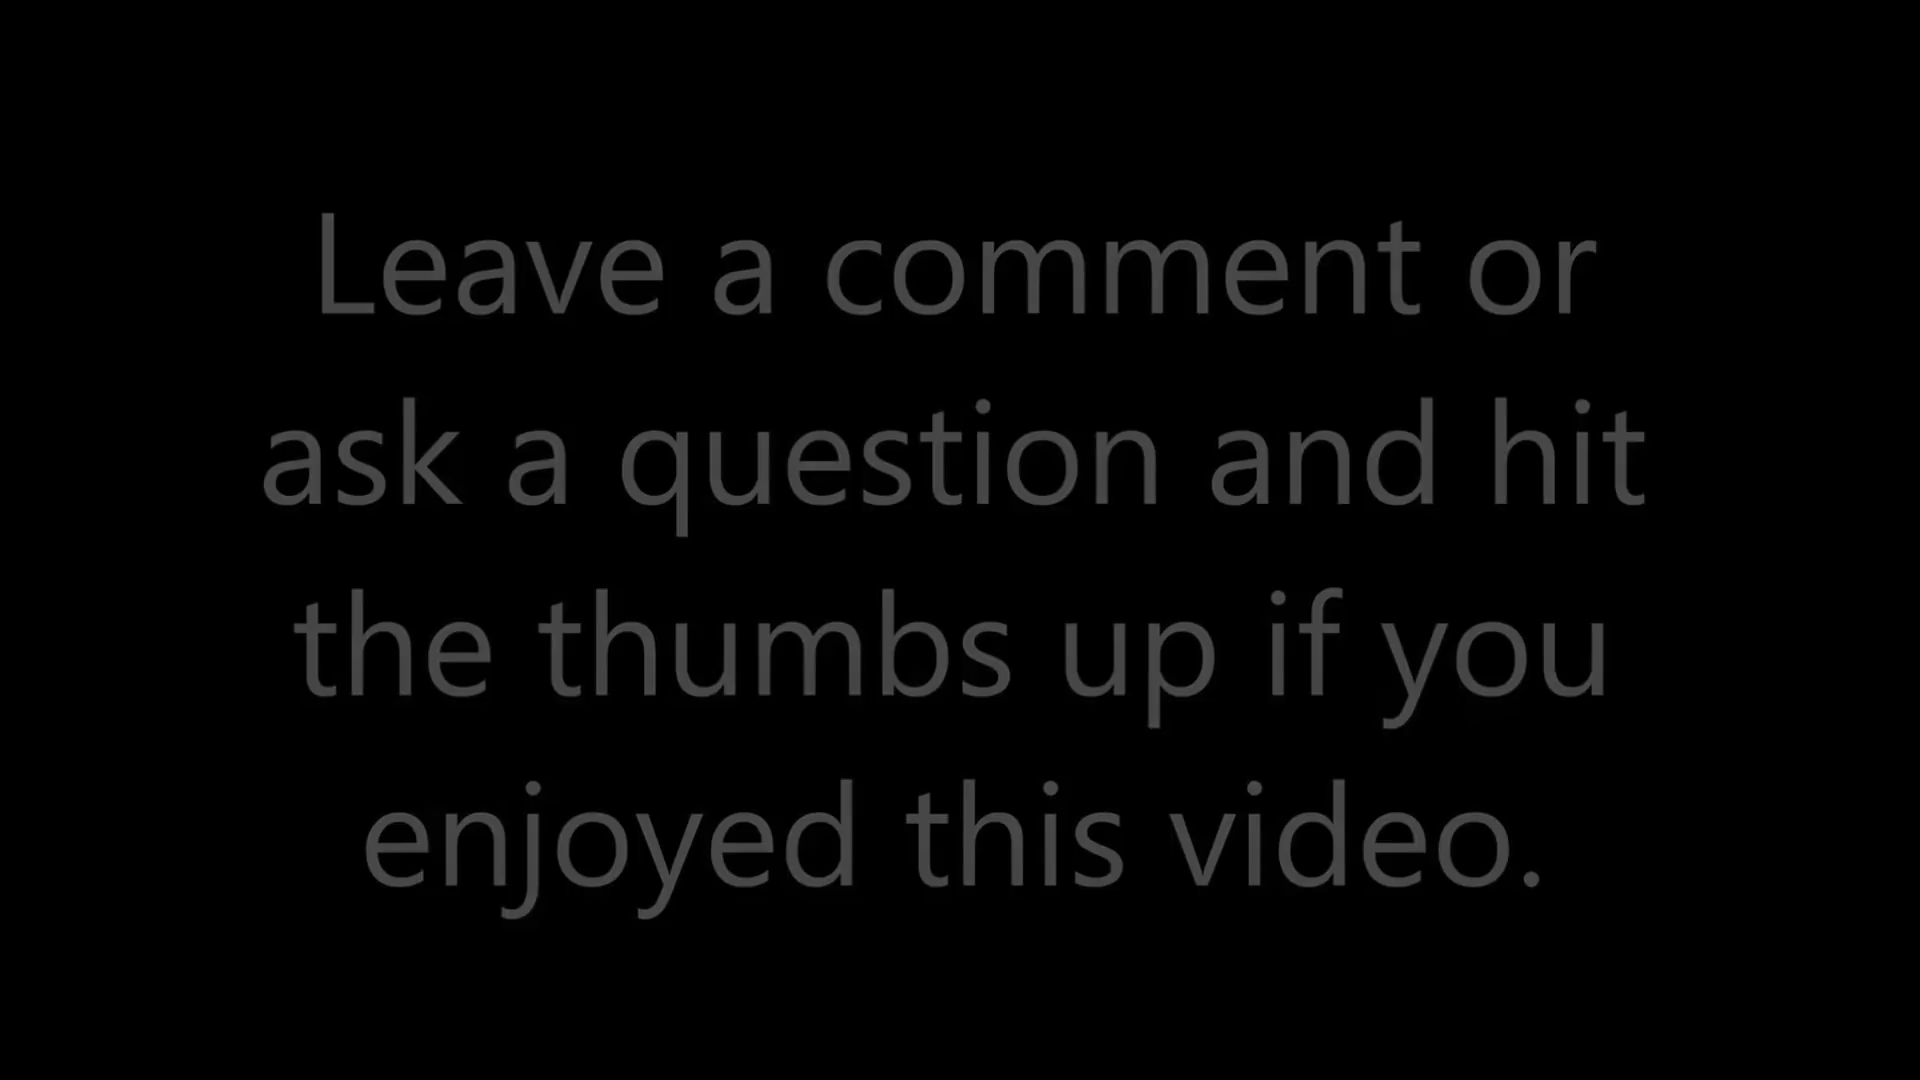 Leave a comment or
ask a question and hit
the thumbs up if you
enjoyed this video.